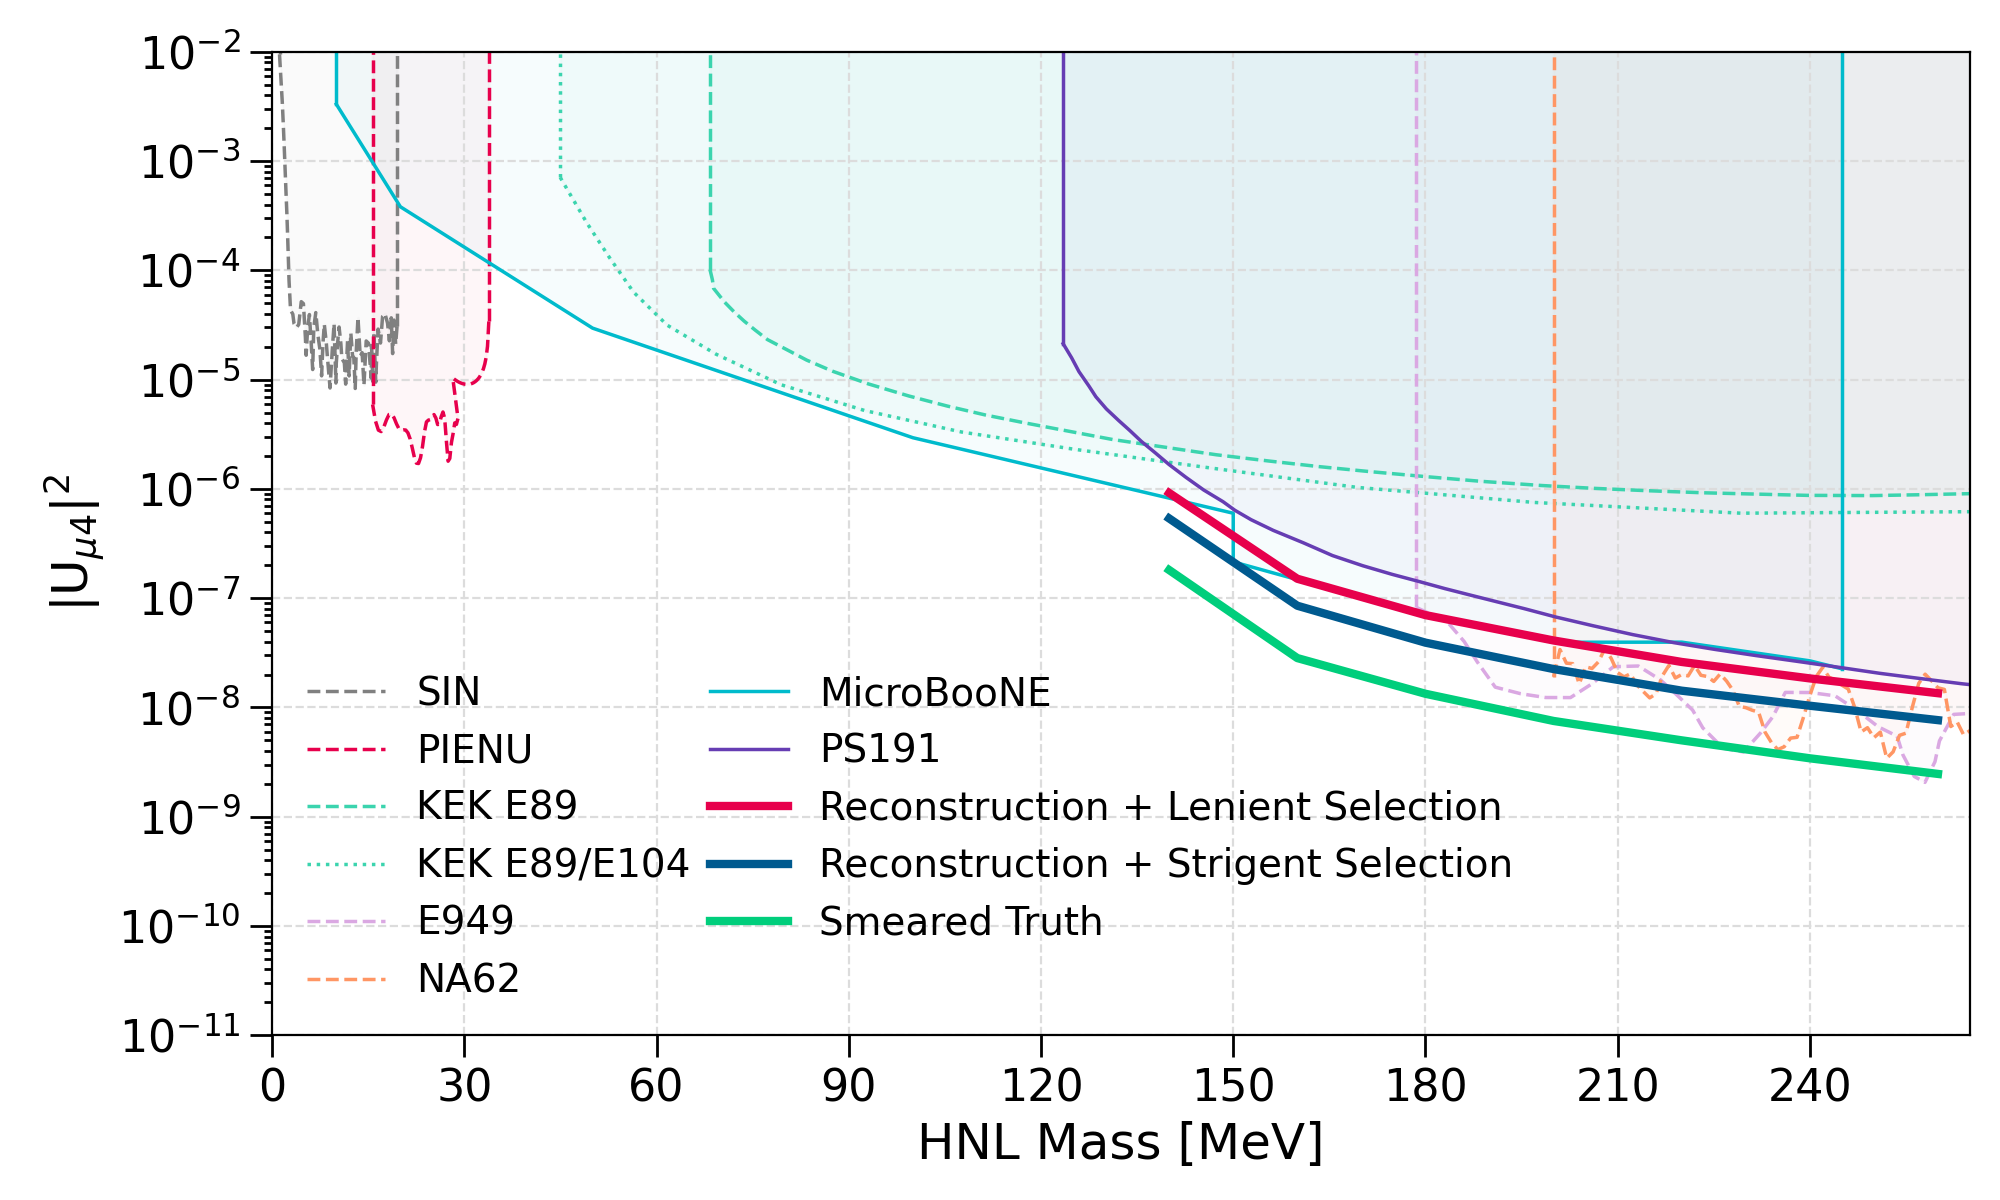 10⁻²
10⁻³
10⁻⁴
10⁻⁵
10⁻⁶
10⁻⁷
10⁻⁸
10⁻⁹
10⁻¹⁰
10⁻¹¹
|U_{μ4}|²
SIN
PIENU
KEK E89
KEK E89/E104
E949
NA62
MicroBooNE
PS191
Reconstruction + Lenient Selection
Reconstruction + Strigent Selection
Smeared Truth
0 30 60 90 120 150 180 210 240
HNL Mass [MeV]